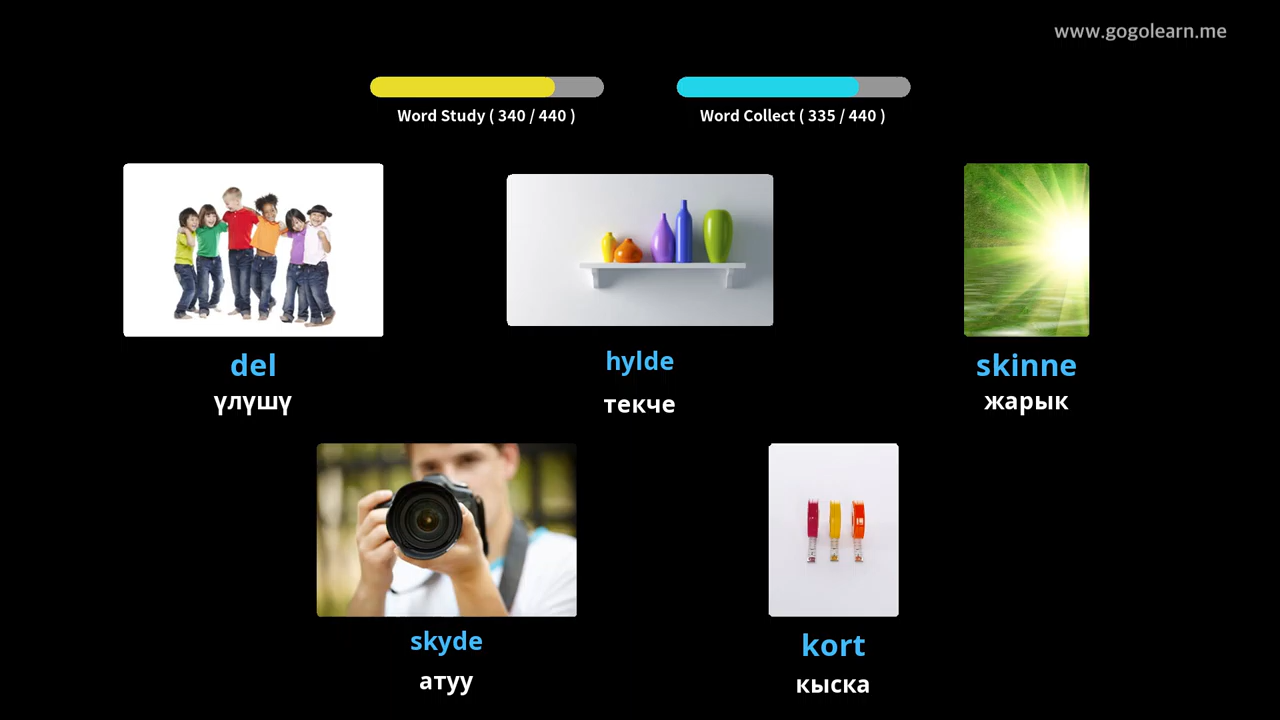 www.gogolearn.me
Word Study ( 340 / 440 )
Word Collect ( 335 / 440 )
del
үлүшү
hylde
текче
skinne
жарык
skyde
атуу
kort
кыска